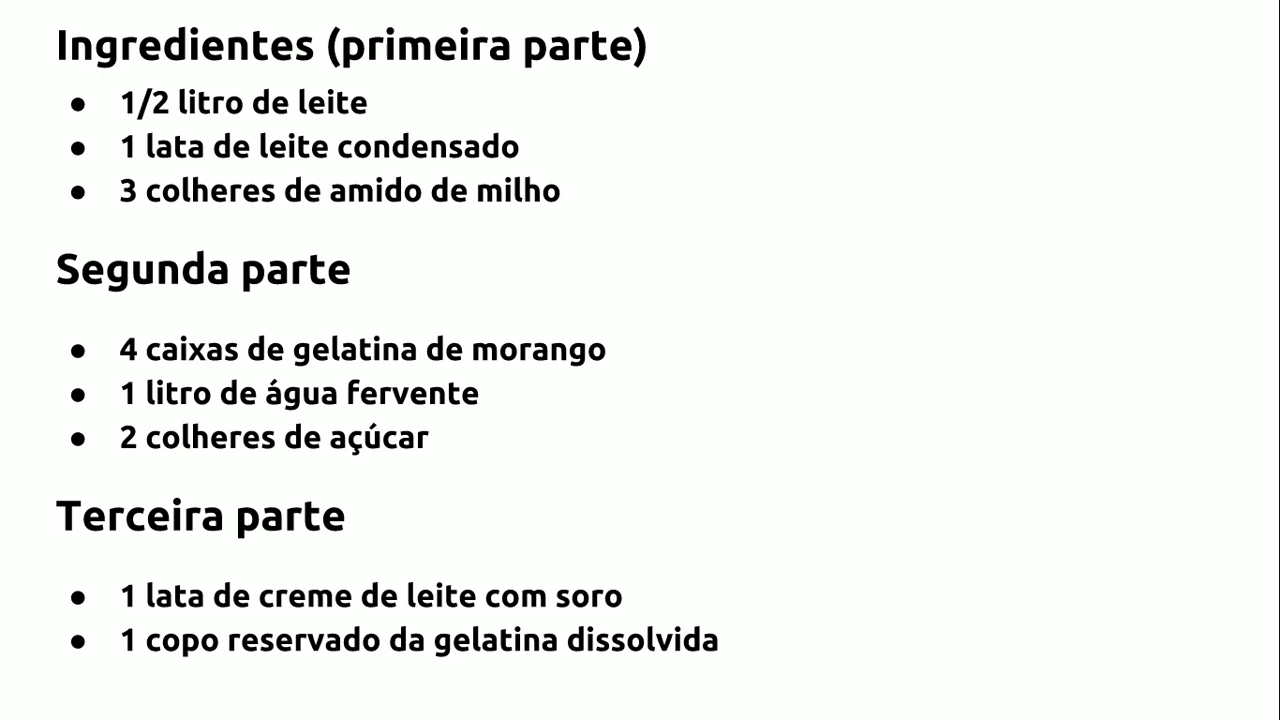 Ingredientes (primeira parte)
● 1/2 litro de leite
● 1 lata de leite condensado
● 3 colheres de amido de milho
Segunda parte
● 4 caixas de gelatina de morango
● 1 litro de água fervente
● 2 colheres de açúcar
Terceira parte
● 1 lata de creme de leite com soro
● 1 copo reservado da gelatina dissolvida